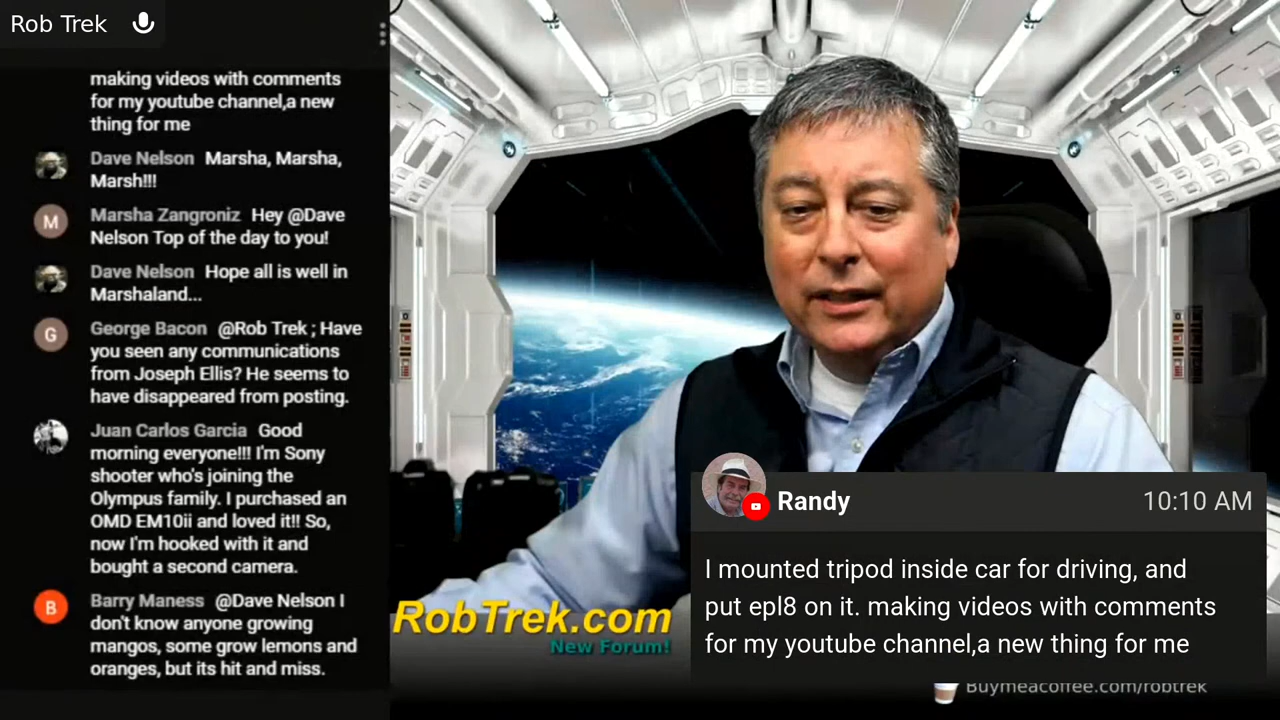 Rob Trek
making videos with comments
for my youtube channel,a new
thing for me
Dave Nelson Marsha, Marsha,
Marsh!!!
M
Marsha Zangroniz Hey @Dave
Nelson Top of the day to you!
Dave Nelson Hope all is well in
Marshaland...
G
George Bacon @Rob Trek ; Have
you seen any communications
from Joseph Ellis? He seems to
have disappeared from posting.
Juan Carlos Garcia Good
morning everyone!!! I'm Sony
shooter who's joining the
Olympus family. I purchased an
OMD EM10ii and loved it!! So,
now I'm hooked with it and
bought a second camera.
B
Barry Maness @Dave Nelson I
don't know anyone growing
mangos, some grow lemons and
oranges, but its hit and miss.
RobTrek.com
New Forum!
Randy 10:10 AM
I mounted tripod inside car for driving, and
put epl8 on it. making videos with comments
for my youtube channel,a new thing for me
Buymeacoffee.com/robtrek